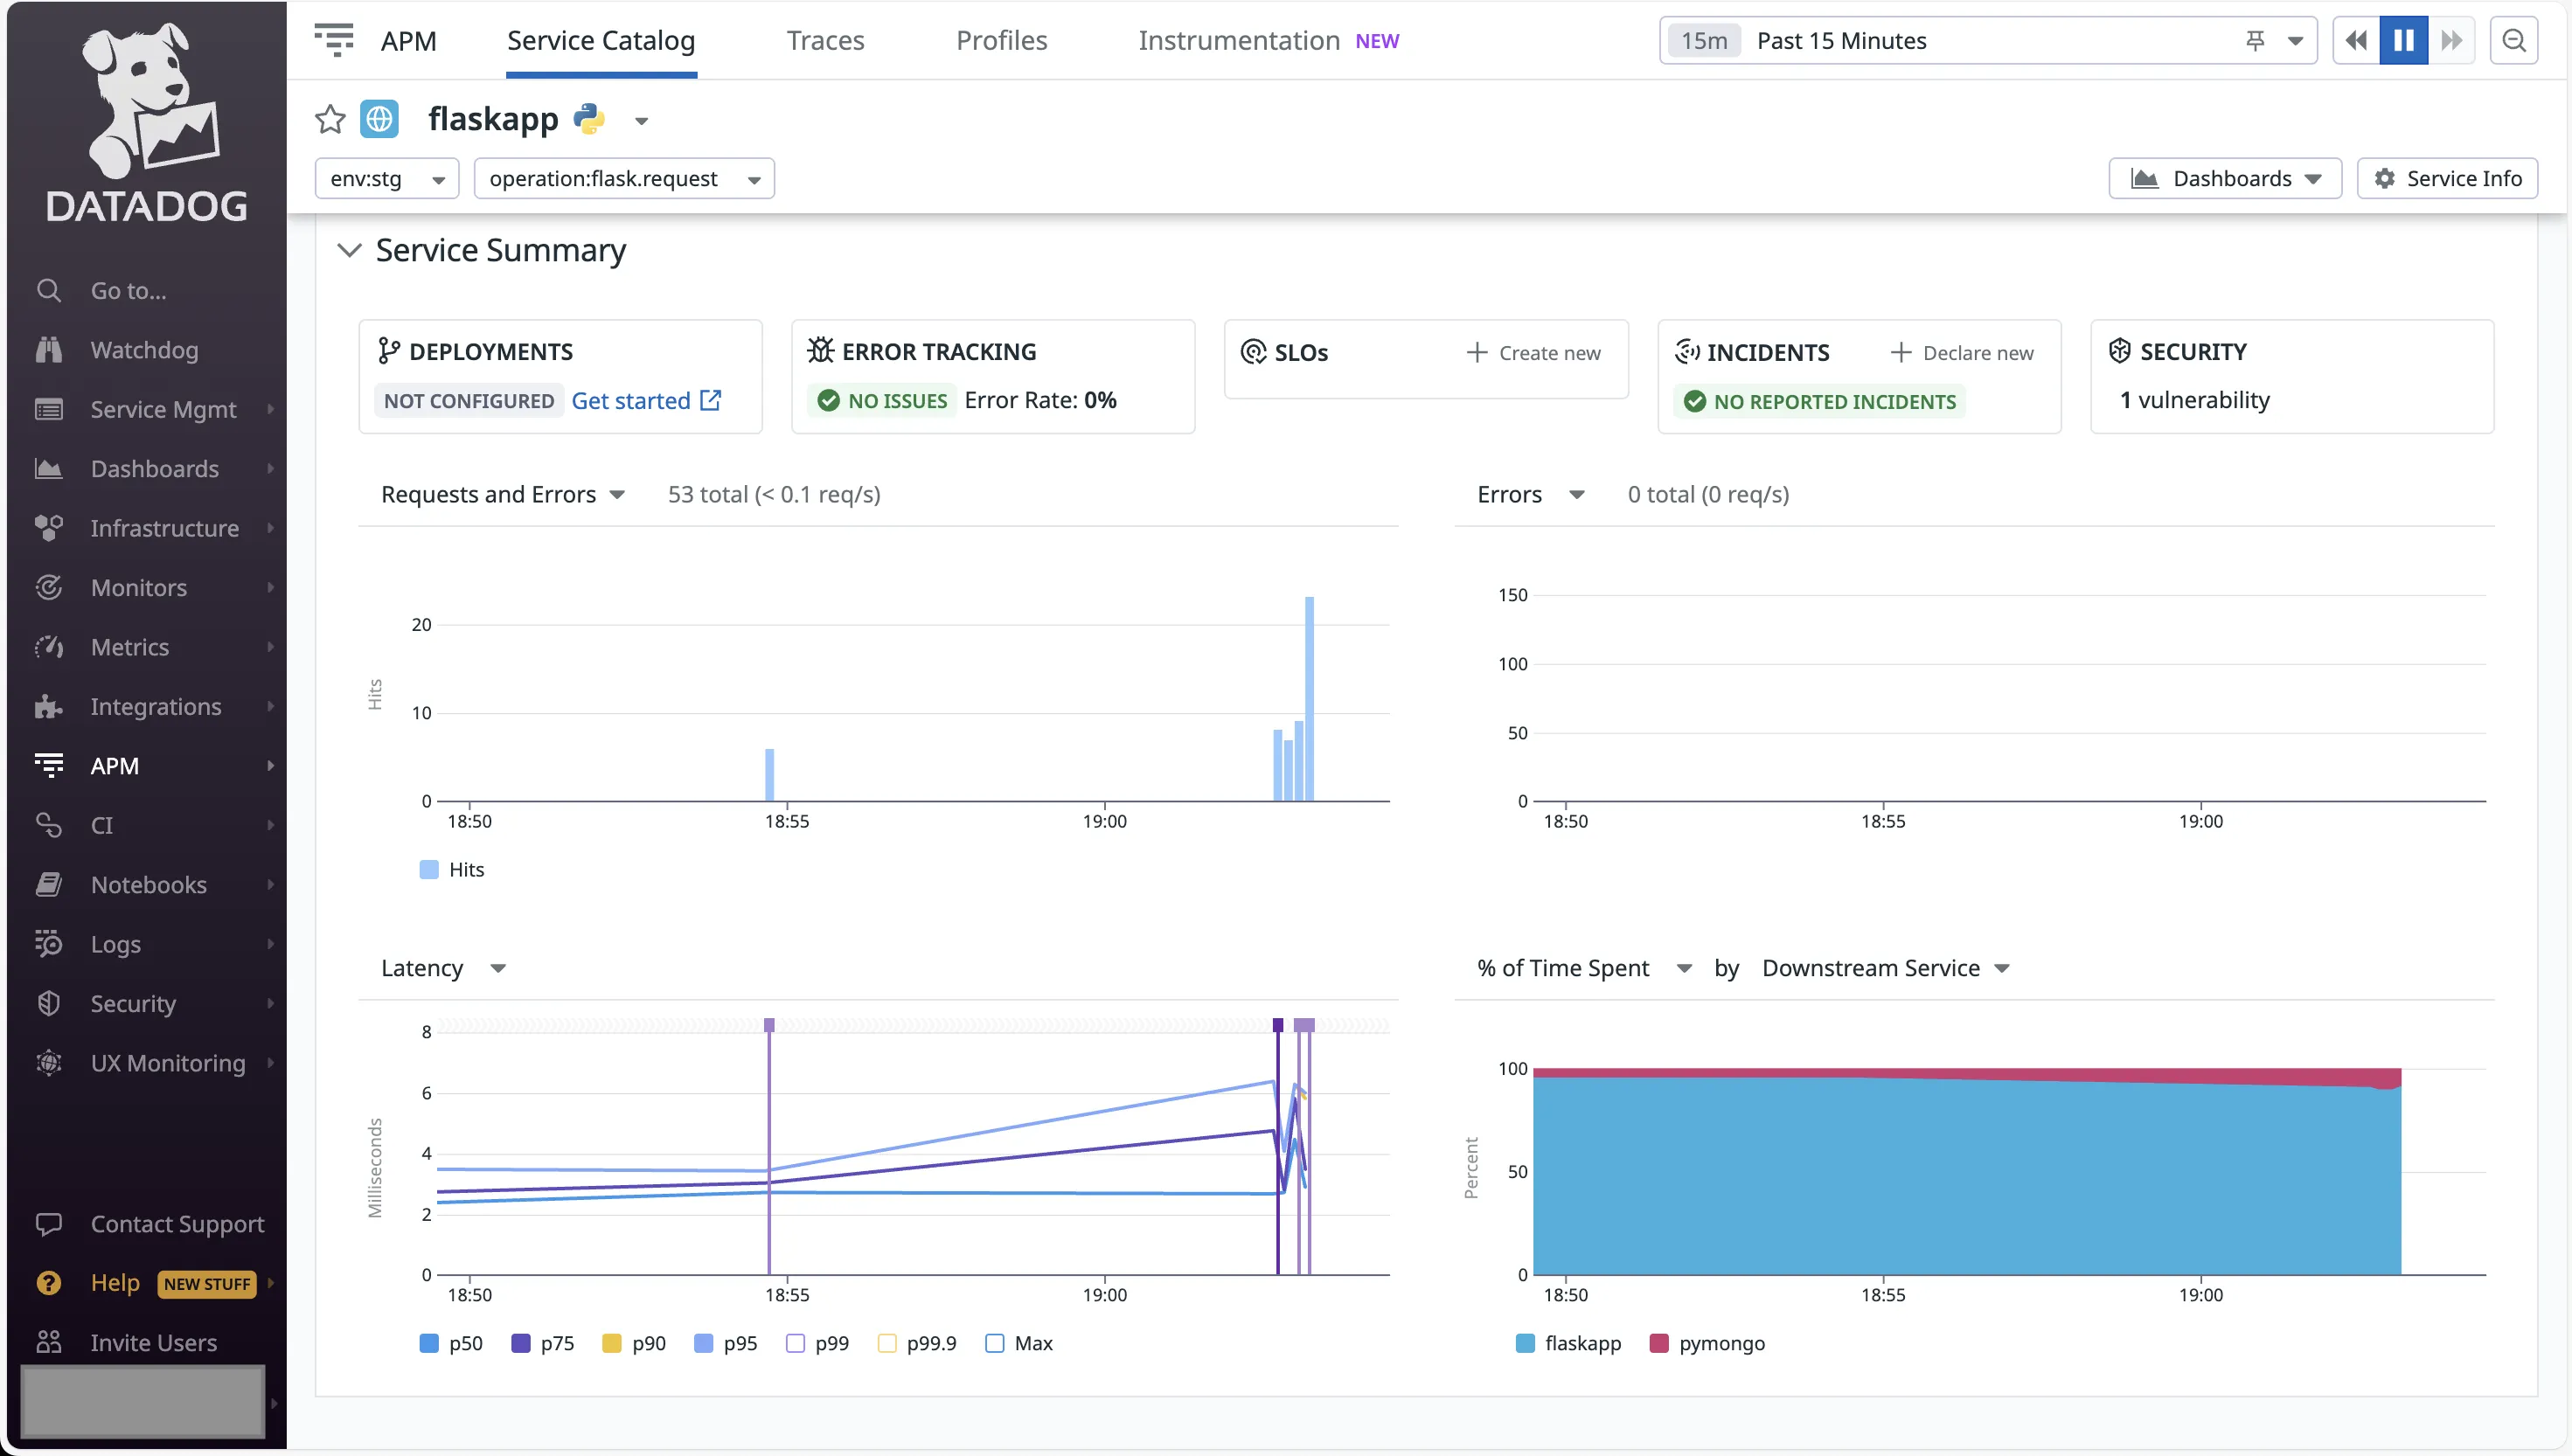 DATADOG
Go to...
Watchdog
Service Mgmt
Dashboards
Infrastructure
Monitors
Metrics
Integrations
APM
CI
Notebooks
Logs
Security
UX Monitoring
Contact Support
Help NEW STUFF
Invite Users
APM Service Catalog Traces Profiles Instrumentation NEW 15m Past 15 Minutes
flaskapp
env:stg operation:flask.request Dashboards Service Info
Service Summary
DEPLOYMENTS
NOT CONFIGURED Get started
ERROR TRACKING
NO ISSUES Error Rate: 0%
SLOs Create new
INCIDENTS Declare new
NO REPORTED INCIDENTS
SECURITY
1 vulnerability
Requests and Errors 53 total (< 0.1 req/s)
20
10
0
Hits
18:50 18:55 19:00
Hits
Errors 0 total (0 req/s)
150
100
50
0
18:50 18:55 19:00
Latency
8
6
4
2
0
Milliseconds
18:50 18:55 19:00
p50 p75 p90 p95 p99 p99.9 Max
% of Time Spent by Downstream Service
100
50
0
Percent
18:50 18:55 19:00
flaskapp pymongo